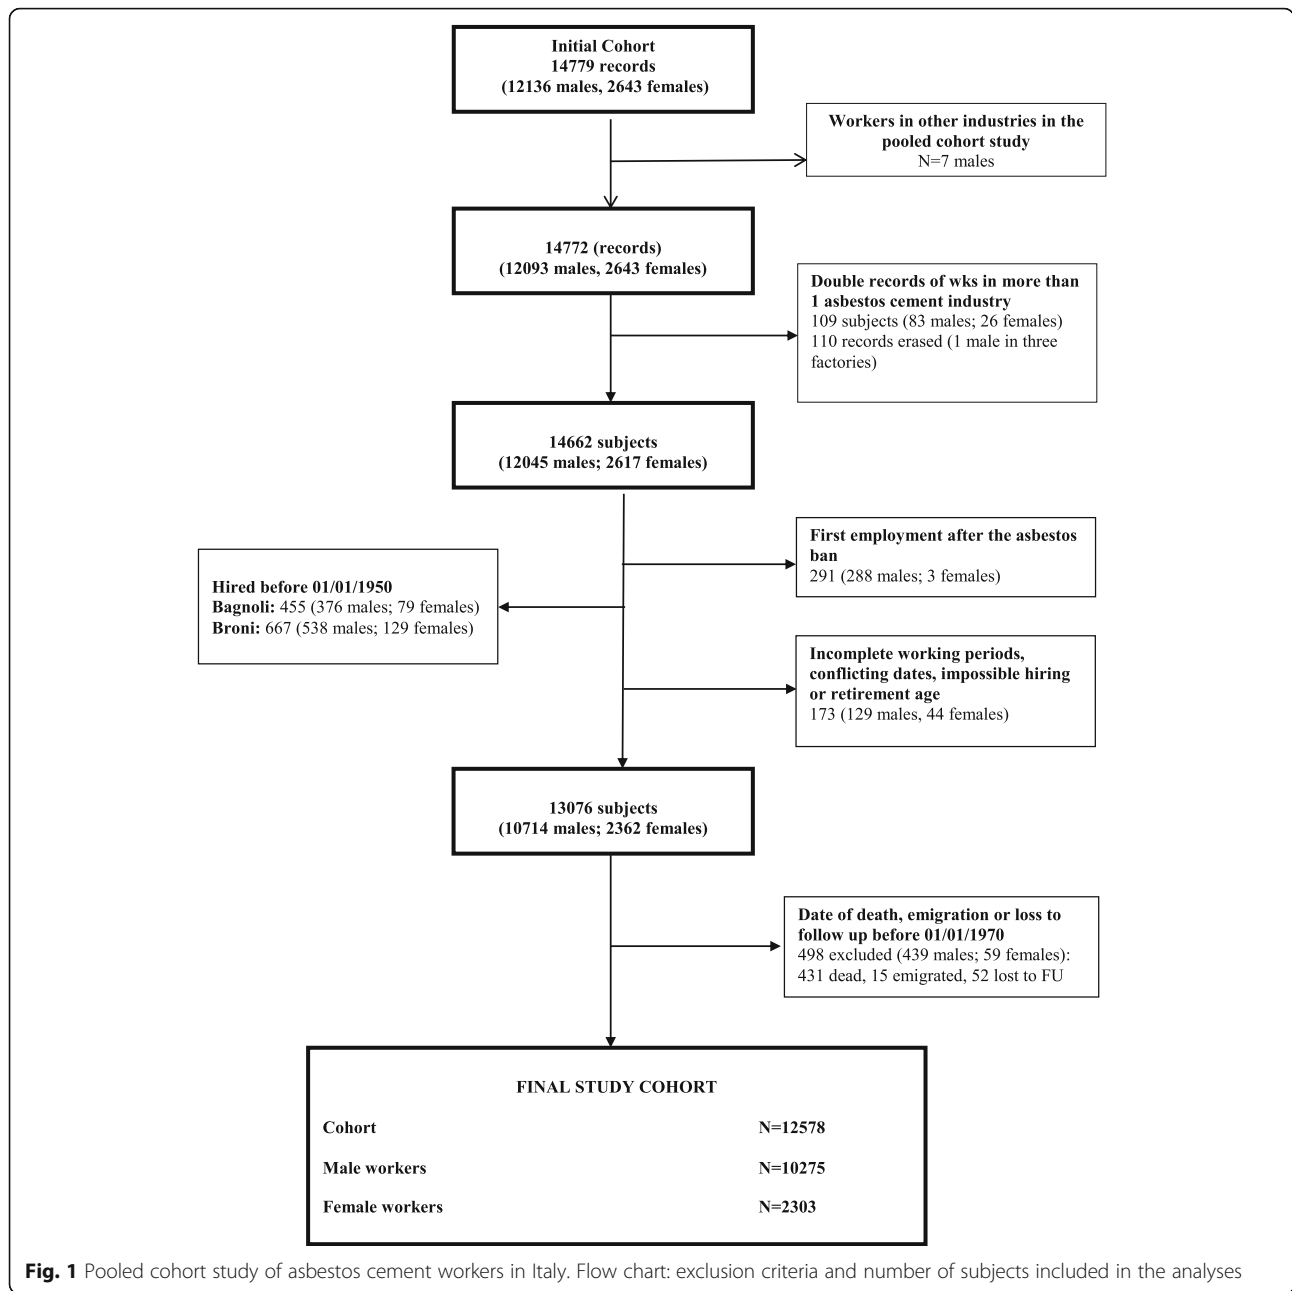 Initial Cohort
14779 records
(12136 males, 2643 females)
Workers in other industries in the
pooled cohort study
N=7 males
14772 (records)
(12093 males, 2643 females)
Double records of wks in more than
1 asbestos cement industry
109 subjects (83 males; 26 females)
110 records erased (1 male in three
factories)
14662 subjects
(12045 males; 2617 females)
First employment after the asbestos
ban
291 (288 males; 3 females)
Hired before 01/01/1950
Bagnoli: 455 (376 males; 79 females)
Broni: 667 (538 males; 129 females)
Incomplete working periods,
conflicting dates, impossible hiring
or retirement age
173 (129 males, 44 females)
13076 subjects
(10714 males; 2362 females)
Date of death, emigration or loss to
follow up before 01/01/1970
498 excluded (439 males; 59 females):
431 dead, 15 emigrated, 52 lost to FU
FINAL STUDY COHORT
Cohort N=12578
Male workers N=10275
Female workers N=2303
Fig. 1 Pooled cohort study of asbestos cement workers in Italy. Flow chart: exclusion criteria and number of subjects included in the analyses